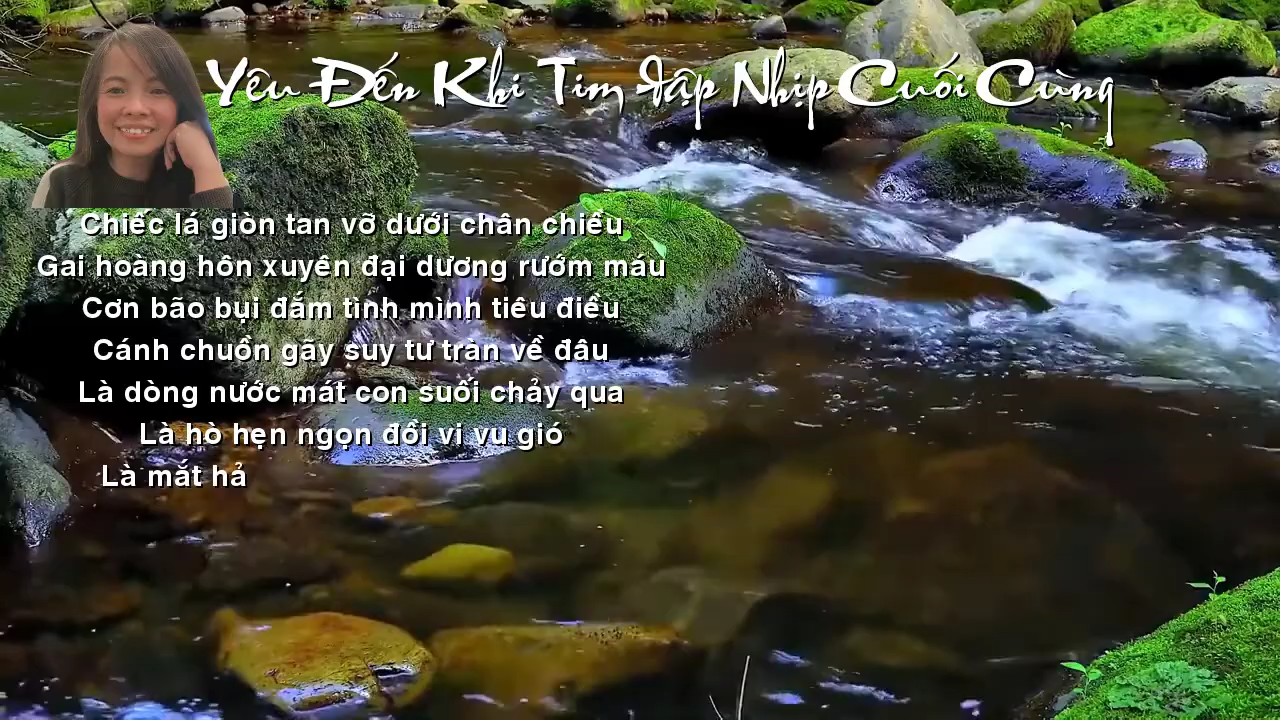 Yêu Đến Khi Tim đập Nhịp Cuối Cùng
Chiếc lá giòn tan vỡ dưới chân chiều
Gai hoàng hôn xuyên đại dương rướm máu
Cơn bão bụi đắm tình mình tiêu điều
Cánh chuồn gãy suy tư tràn về đâu
Là dòng nước mát con suối chảy qua
Là hò hẹn ngọn đồi vi vu gió
Là mắt hả